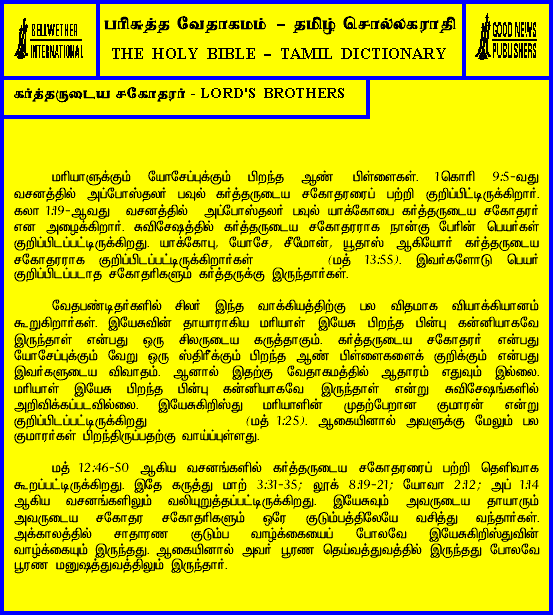 BELLWETHER
INTERNATIONAL
பரிசுத்த வேதாகமம் – தமிழ் சொல்லகராதி
THE HOLY BIBLE – TAMIL DICTIONARY
GOOD NEWS
PUBLISHERS
கர்த்தருடைய சகோதரர் - LORD'S BROTHERS
மரியாளுக்கும் யோசேப்புக்கும் பிறந்த ஆண் பிள்ளைகள். 1கொரி 9:5-வது
வசனத்தில் அப்போஸ்தலர் பவுல் கர்த்தருடைய சகோதரரைப் பற்றி குறிப்பிட்டிருக்கிறார்.
கலா 1:19-ஆவது வசனத்தில் அப்போஸ்தலர் பவுல் யாக்கோபை கர்த்தருடைய சகோதரர்
என அழைக்கிறார். சுவிசேஷத்தில் கர்த்தருடைய சகோதரராக நான்கு பேரின் பெயர்கள்
குறிப்பிடப்பட்டிருக்கிறது. யாக்கோபு, யோசே, சீமோன், யூதாஸ் ஆகியோர் கர்த்தருடைய
சகோதரராக குறிப்பிடப்பட்டிருக்கிறார்கள் (மத் 13:55). இவர்களோடு பெயர்
குறிப்பிடப்படாத சகோதரிகளும் கர்த்தருக்கு இருந்தார்கள்.
வேதபண்டிதர்களில் சிலர் இந்த வாக்கியத்திற்கு பல விதமாக வியாக்கியானம்
கூறுகிறார்கள். இயேசுவின் தாயாராகிய மரியாள் இயேசு பிறந்த பின்பு கன்னியாகவே
இருந்தாள் என்பது ஒரு சிலருடைய கருத்தாகும். கர்த்தருடைய சகோதரர் என்பது
யோசேப்புக்கும் வேறு ஒரு ஸ்திரீக்கும் பிறந்த ஆண் பிள்ளைகளைக் குறிக்கும் என்பது
இவர்களுடைய விவாதம். ஆனால் இதற்கு வேதாகமத்தில் ஆதாரம் எதுவும் இல்லை.
மரியாள் இயேசு பிறந்த பின்பு கன்னியாகவே இருந்தாள் என்று சுவிசேஷங்களில்
அறிவிக்கப்படவில்லை. இயேசுகிறிஸ்து மரியாளின் முதற்பேறான குமாரன் என்று
குறிப்பிடப்பட்டிருக்கிறது (மத் 1:25). ஆகையினால் அவளுக்கு மேலும் பல
குமாரர்கள் பிறந்திருப்பதற்கு வாய்ப்புள்ளது.
மத் 12:46-50 ஆகிய வசனங்களில் கர்த்தருடைய சகோதரரைப் பற்றி தெளிவாக
கூறப்பட்டிருக்கிறது. இதே கருத்து மாற் 3:31-35; லூக் 8:19-21; யோவா 2:12; அப் 1:14
ஆகிய வசனங்களிலும் வலியுறுத்தப்பட்டிருக்கிறது. இயேசுவும் அவருடைய தாயாரும்
அவருடைய சகோதர சகோதரிகளும் ஒரே குடும்பத்திலேயே வசித்து வந்தார்கள்.
அக்காலத்தில் சாதாரண குடும்ப வாழ்க்கையைப் போலவே இயேசுகிறிஸ்துவின்
வாழ்க்கையும் இருந்தது. ஆகையினால் அவர் பூரண தெய்வத்துவத்தில் இருந்தது போலவே
பூரண மனுஷத்துவத்திலும் இருந்தார்.